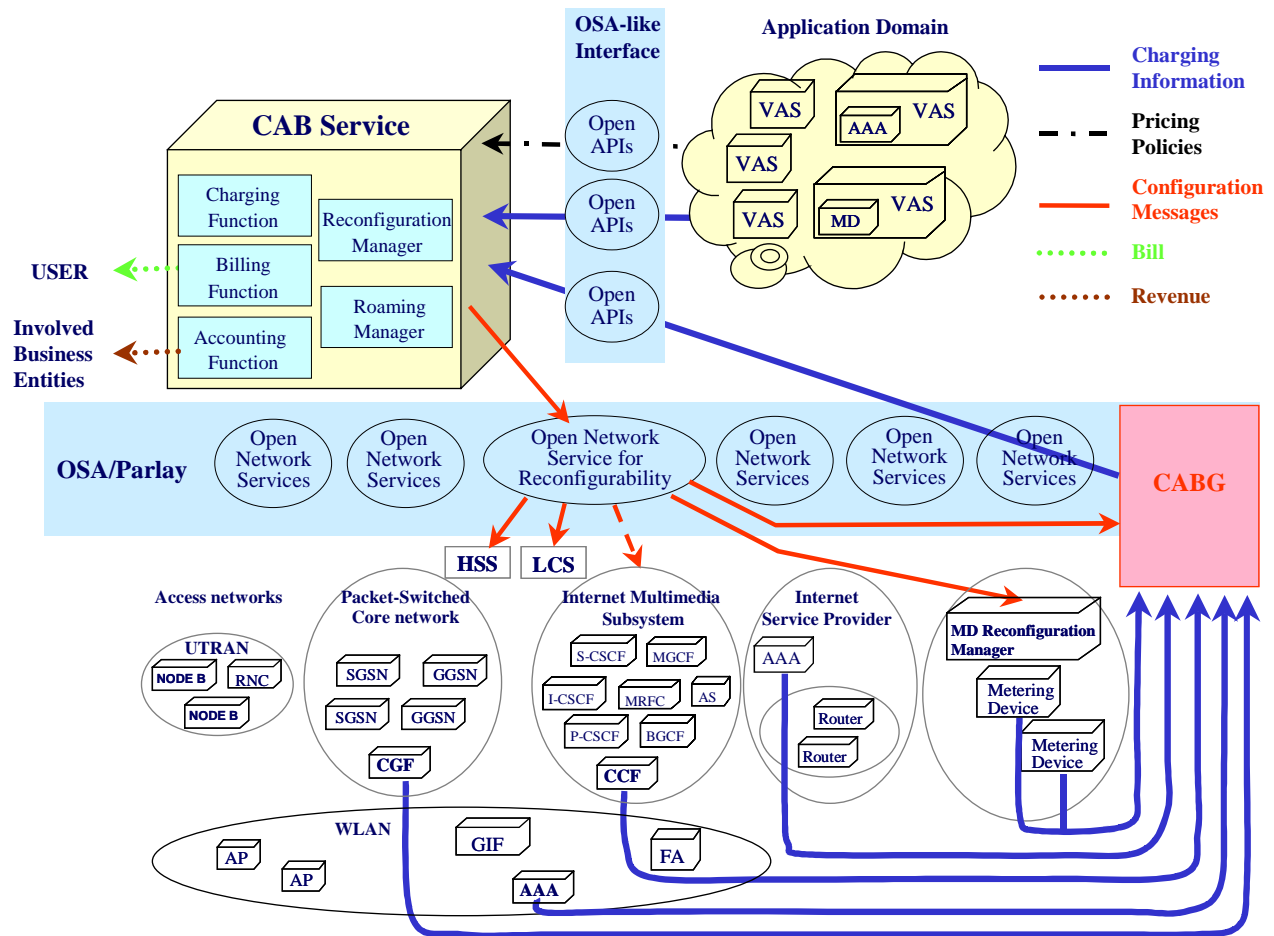 OSA-like
Interface
Application Domain
Charging
Information
Pricing
Policies
Configuration
Messages
Bill
Revenue
CAB Service
Charging
Function
Reconfiguration
Manager
Billing
Function
Roaming
Manager
Accounting
Function
USER
Involved
Business
Entities
Open
APIs
Open
APIs
Open
APIs
VAS
VAS
AAA
VAS
VAS
VAS
MD
OSA/Parlay
Open
Network
Services
Open
Network
Services
Open Network
Service for
Reconfigurability
Open
Network
Services
Open
Network
Services
Open
Network
Services
CABG
HSS
LCS
Access networks
UTRAN
NODE B
RNC
NODE B
Packet-Switched
Core network
SGSN
GGSN
SGSN
GGSN
CGF
Internet Multimedia
Subsystem
S-CSCF
MGCF
I-CSCF
MRFC
AS
P-CSCF
BGCF
CCF
Internet
Service Provider
AAA
Router
Router
MD Reconfiguration
Manager
Metering
Device
Metering
Device
WLAN
AP
AP
GIF
FA
AAA